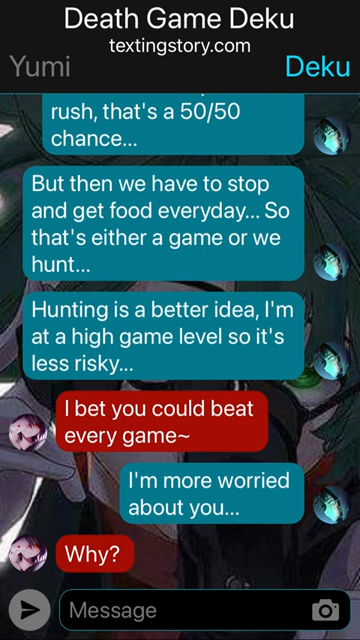 Death Game Deku
textingstory.com
Yumi
Deku
rush, that's a 50/50
chance...
But then we have to stop
and get food everyday... So
that's either a game or we
hunt...
Hunting is a better idea, I'm
at a high game level so it's
less risky...
I bet you could beat
every game~
I'm more worried
about you...
Why?
Message